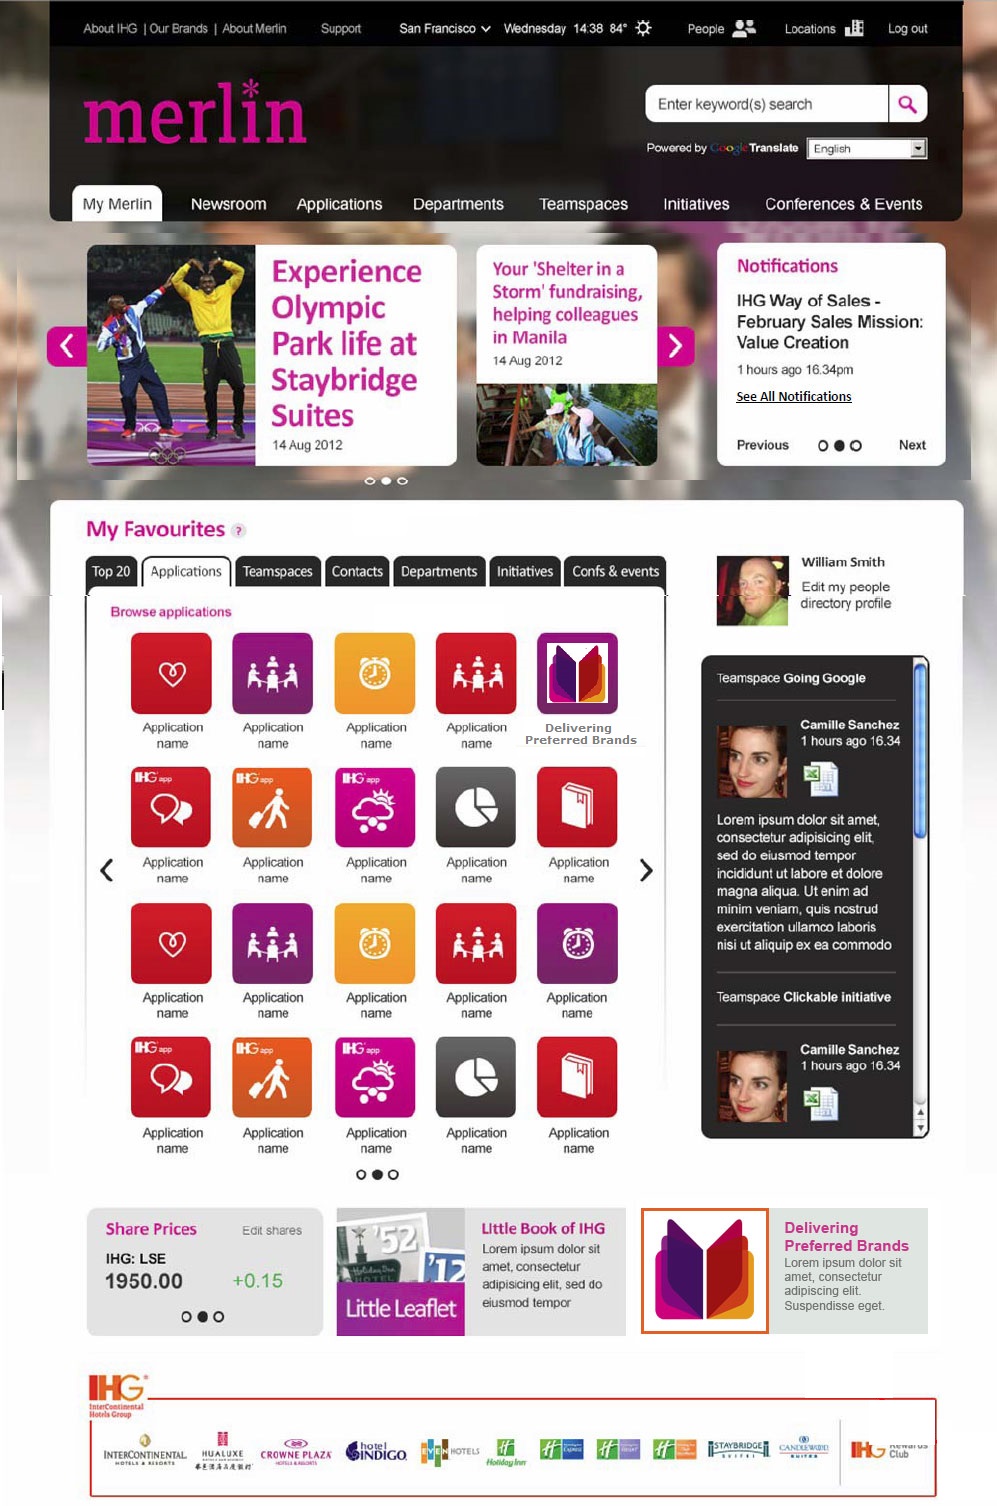 About IHG | Our Brands | About Merlin
Support
San Francisco
Wednesday 14.38 84°
People
Locations
Log out
merlin
Enter keyword(s) search
Powered by Google Translate
English
My Merlin
Newsroom
Applications
Departments
Teamspaces
Initiatives
Conferences & Events
Experience
Olympic
Park life at
Staybridge
Suites
14 Aug 2012
Your 'Shelter in a
Storm' fundraising,
helping colleagues
in Manila
14 Aug 2012
Notifications
IHG Way of Sales -
February Sales Mission:
Value Creation
1 hours ago 16.34pm
See All Notifications
Previous
Next
My Favourites ?
Top 20
Applications
Teamspaces
Contacts
Departments
Initiatives
Confs & events
Browse applications
Application
name
Application
name
Application
name
Application
name
Delivering
Preferred Brands
IHG app
IHG app
IHG app
Application
name
Application
name
Application
name
Application
name
Application
name
Application
name
Application
name
Application
name
Application
name
Application
name
IHG app
IHG app
IHG app
Application
name
Application
name
Application
name
Application
name
Application
name
William Smith
Edit my people
directory profile
Teamspace Going Google
Camille Sanchez
1 hours ago 16.34
Lorem ipsum dolor sit amet,
consectetur adipisicing elit,
sed do eiusmod tempor
incididunt ut labore et dolore
magna aliqua. Ut enim ad
minim veniam, quis nostrud
exercitation ullamco laboris
nisi ut aliquip ex ea commodo
Teamspace Clickable initiative
Camille Sanchez
1 hours ago 16.34
Share Prices
Edit shares
IHG: LSE
1950.00
+0.15
'52
'12
Holiday Inn
HOTEL
Little Leaflet
Little Book of IHG
Lorem ipsum dolor sit
amet, consectetur
adipisicing elit, sed do
eiusmod tempor
Delivering
Preferred Brands
Lorem ipsum dolor sit
amet, consectetur
adipiscing elit.
Suspendisse eget.
IHG
InterContinental
Hotels Group
INTERCONTINENTAL
HOTELS & RESORTS
HUALUXE
CROWNE PLAZA
HOTELS & RESORTS
hotel
INDIGO
EVEN HOTELS
Holiday Inn
STAYBRIDGE
SUITES
CANDLEWOOD
SUITES
IHG Rewards
Club